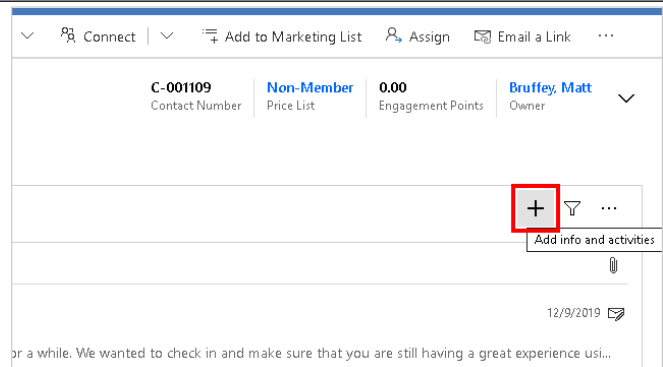 Connect Add to Marketing List Assign Email a Link ...
C-001109 Non-Member 0.00 Bruffey, Matt
Contact Number Price List Engagement Points Owner
Add info and activities
12/9/2019
or a while. We wanted to check in and make sure that you are still having a great experience usi...